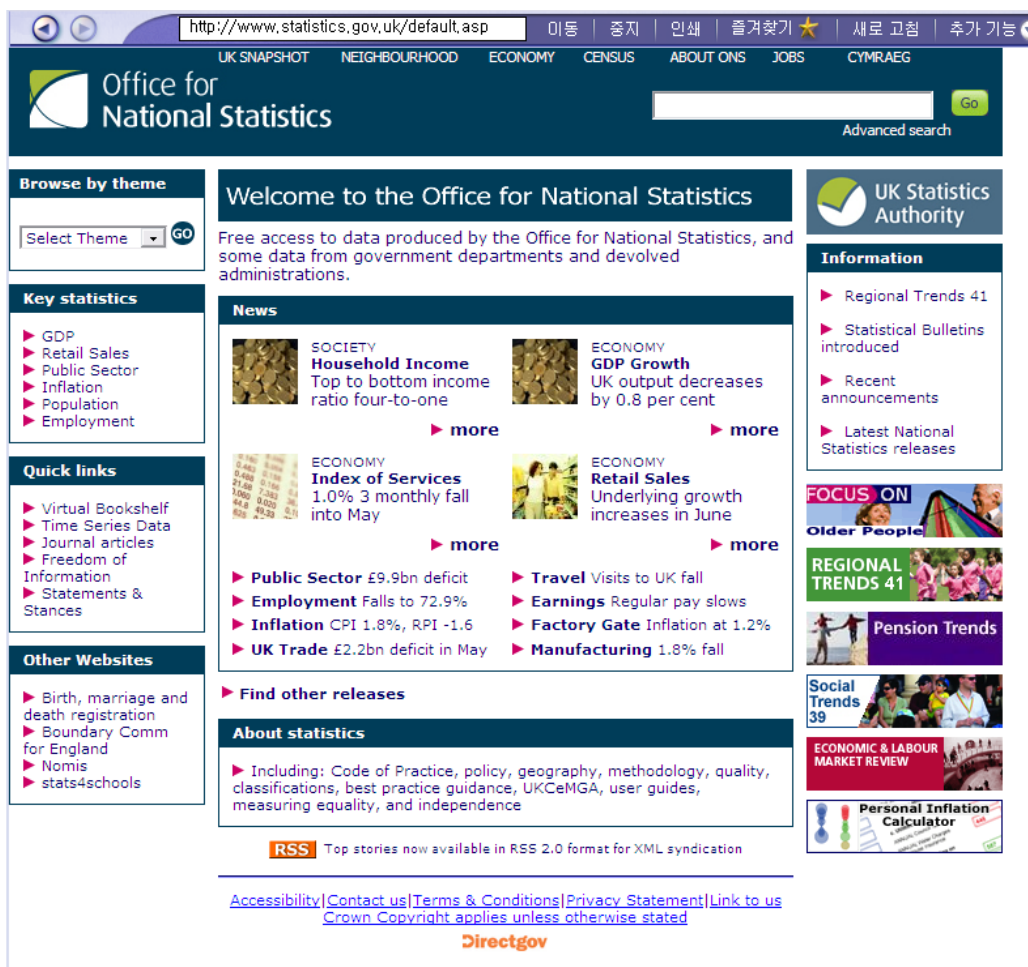 http://www.statistics.gov.uk/default.asp
이동 | 중지 | 인쇄 | 즐겨찾기 | 새로 고침 | 추가 기능
UK SNAPSHOT NEIGHBOURHOOD ECONOMY CENSUS ABOUT ONS JOBS CYMRAEG
Office for
National Statistics
Go
Advanced search
Browse by theme
Select Theme
GO
Key statistics
GDP
Retail Sales
Public Sector
Inflation
Population
Employment
Quick links
Virtual Bookshelf
Time Series Data
Journal articles
Freedom of
Information
Statements &
Stances
Other Websites
Birth, marriage and
death registration
Boundary Comm
for England
Nomis
stats4schools
Welcome to the Office for National Statistics
Free access to data produced by the Office for National Statistics, and
some data from government departments and devolved
administrations.
News
SOCIETY
Household Income
Top to bottom income
ratio four-to-one
more
ECONOMY
GDP Growth
UK output decreases
by 0.8 per cent
more
ECONOMY
Index of Services
1.0% 3 monthly fall
into May
more
ECONOMY
Retail Sales
Underlying growth
increases in June
more
Public Sector £9.9bn deficit
Employment Falls to 72.9%
Inflation CPI 1.8%, RPI -1.6
UK Trade £2.2bn deficit in May
Travel Visits to UK fall
Earnings Regular pay slows
Factory Gate Inflation at 1.2%
Manufacturing 1.8% fall
Find other releases
About statistics
Including: Code of Practice, policy, geography, methodology, quality,
classifications, best practice guidance, UKCeMGA, user guides,
measuring equality, and independence
RSS Top stories now available in RSS 2.0 format for XML syndication
Accessibility|Contact us|Terms & Conditions|Privacy Statement|Link to us
Crown Copyright applies unless otherwise stated
Directgov
UK Statistics
Authority
Information
Regional Trends 41
Statistical Bulletins
introduced
Recent
announcements
Latest National
Statistics releases
FOCUS ON
Older People
REGIONAL
TRENDS 41
Pension Trends
Social
Trends
39
ECONOMIC & LABOUR
MARKET REVIEW
Personal Inflation
Calculator